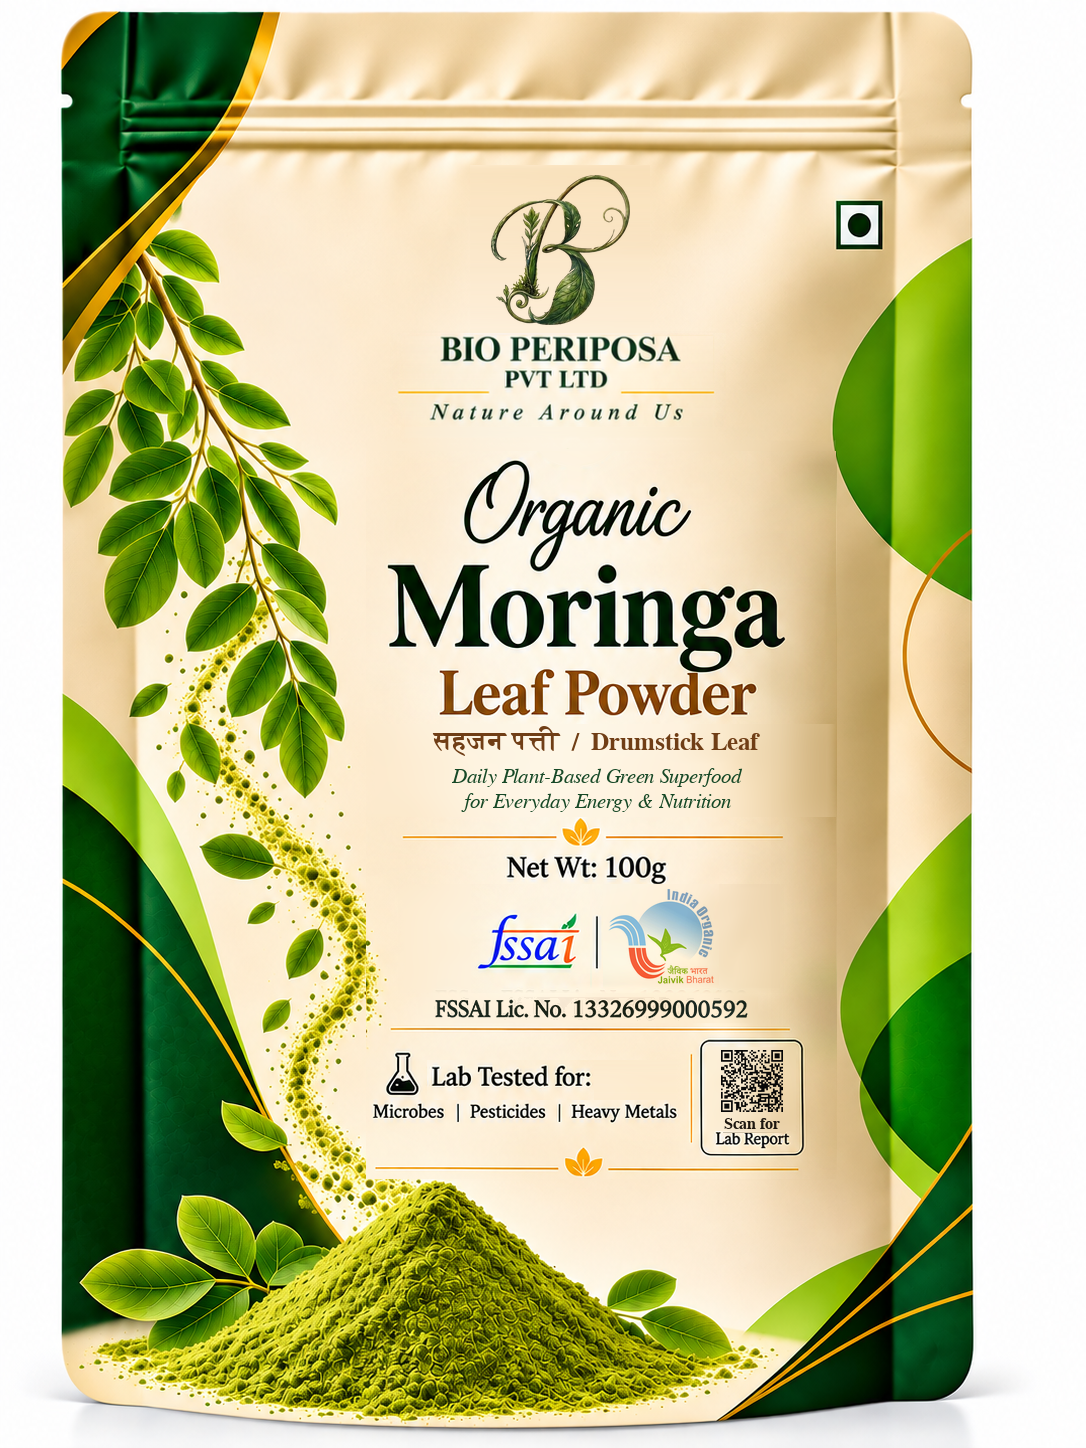 BIO PERIPOSA
PVT LTD
Nature Around Us
Organic
Moringa
Leaf Powder
सहजन पत्ती / Drumstick Leaf
Daily Plant-Based Green Superfood
for Everyday Energy & Nutrition
Net Wt: 100g
fssai
India Organic
जैविक भारत
Jaivik Bharat
FSSAI Lic. No. 13326999000592
Lab Tested for:
Microbes | Pesticides | Heavy Metals
Scan for
Lab Report